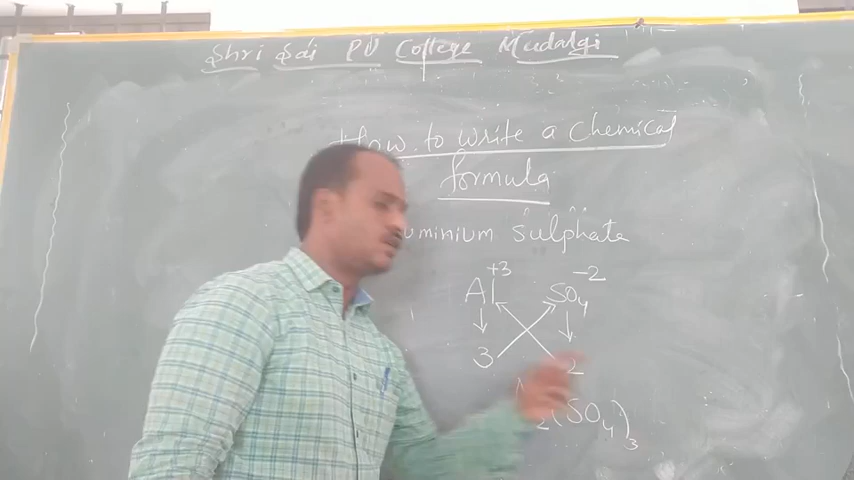 Shri Sai PU College Mudalgi
How to write a chemical
formula
uminium sulphate
Al+3 SO4-2
3 2
2(SO4)3